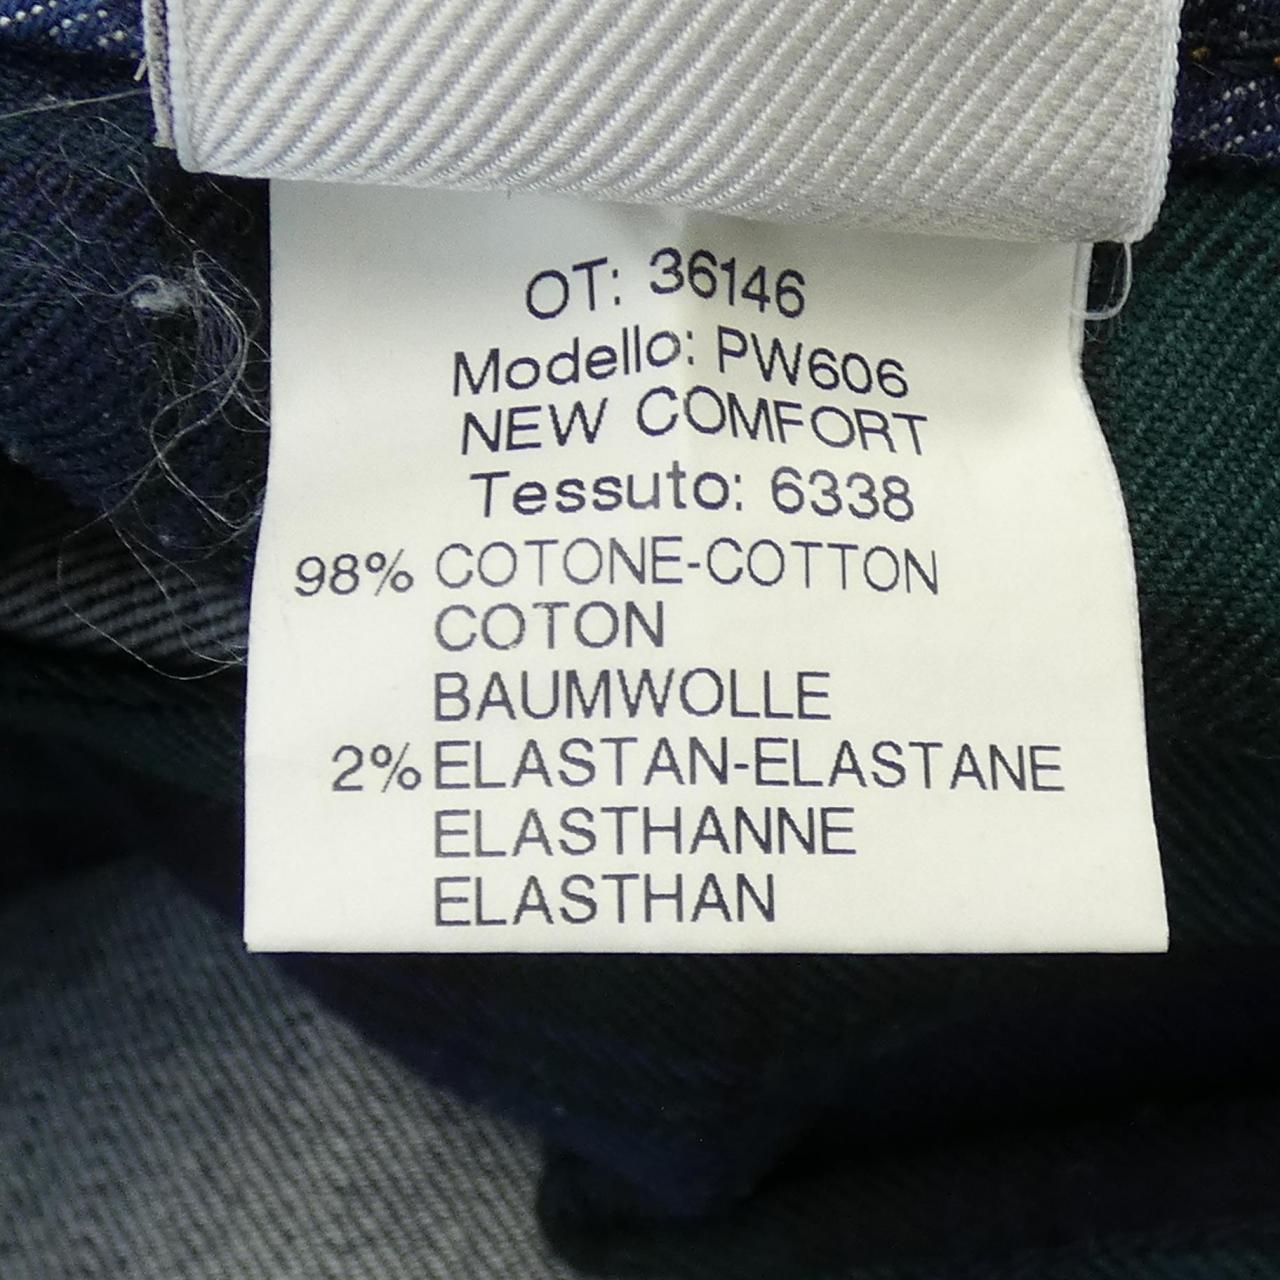 OT: 36146
Modello: PW606
NEW COMFORT
Tessuto: 6338
98% COTONE-COTTON
COTON
BAUMWOLLE
2% ELASTAN-ELASTANE
ELASTHANNE
ELASTHAN